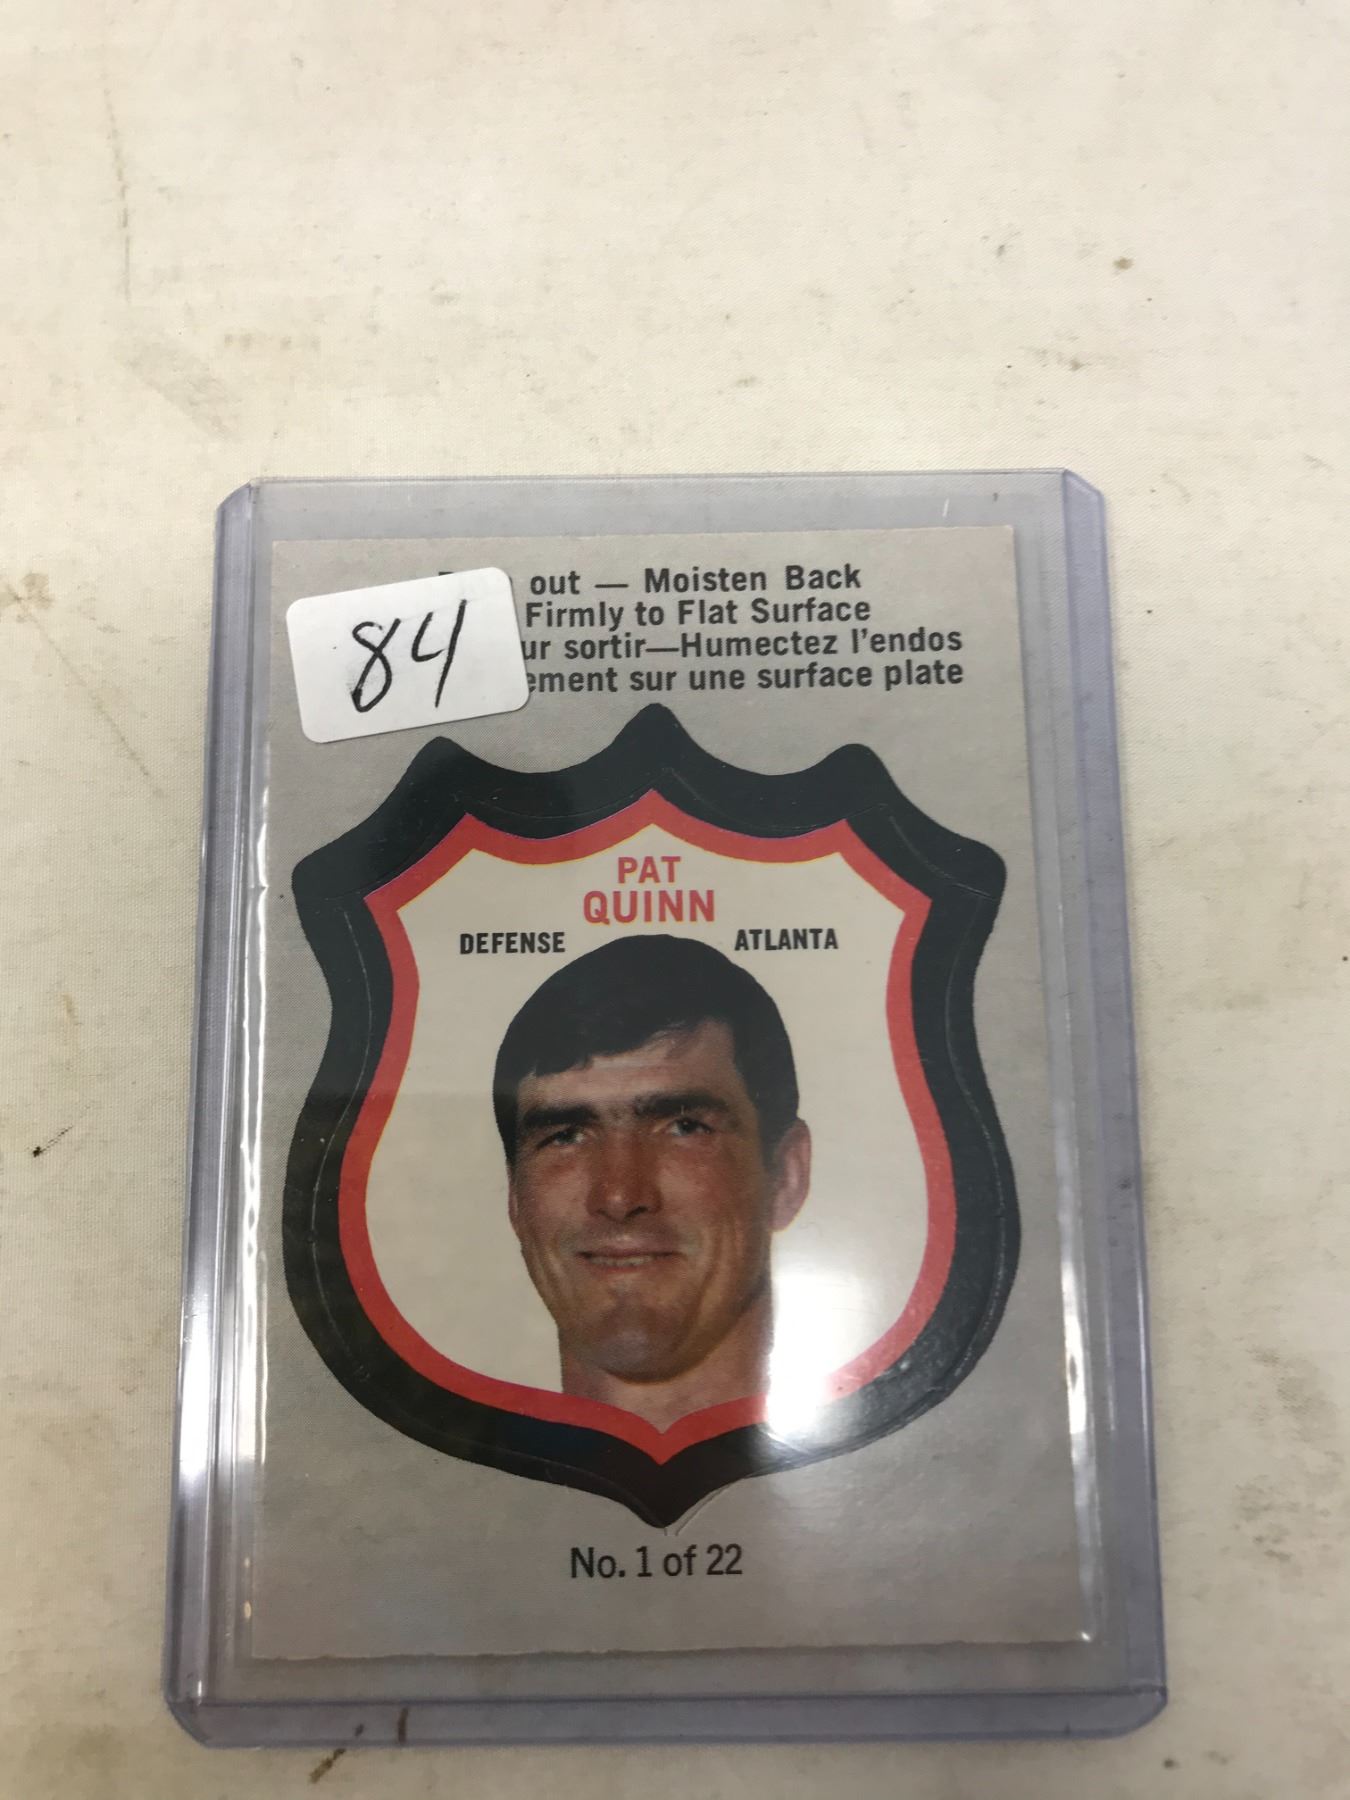 out — Moisten Back
Firmly to Flat Surface
ur sortir—Humectez l'endos
ement sur une surface plate
84
PAT
QUINN
DEFENSE ATLANTA
No. 1 of 22